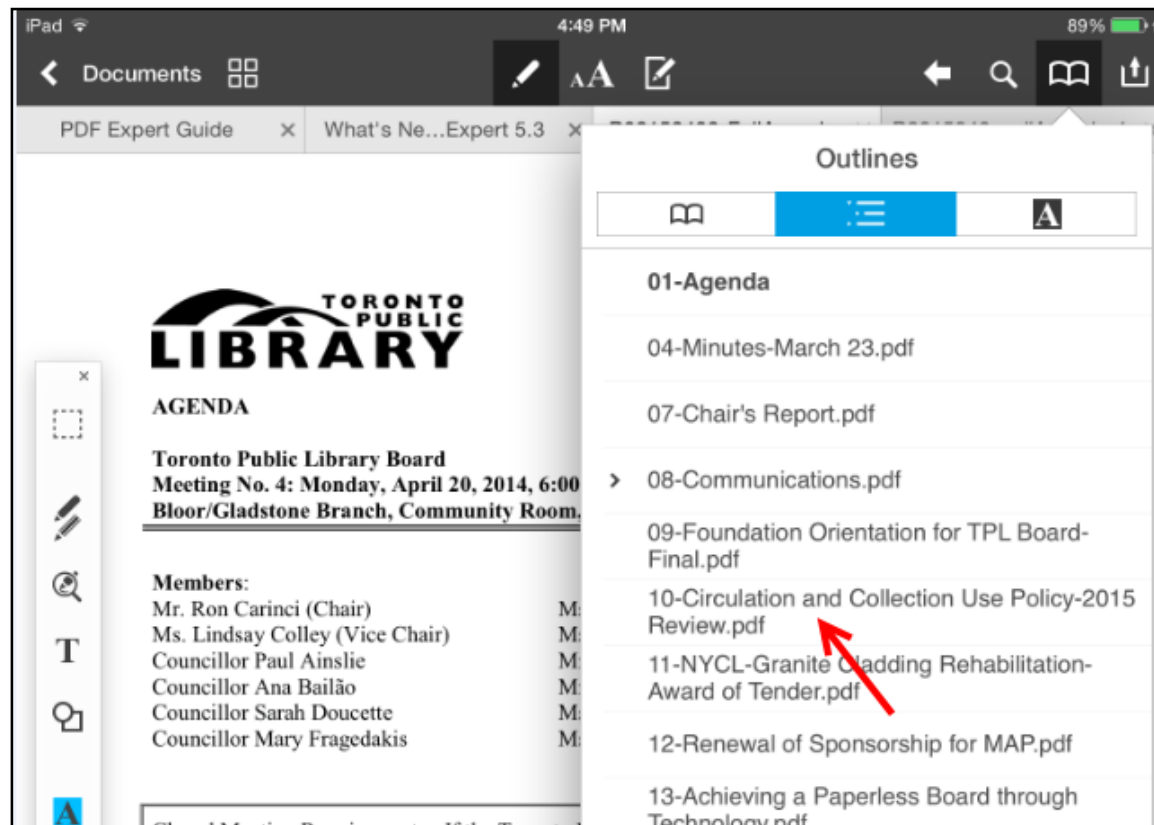 iPad 4:49 PM 89%
Documents AA
PDF Expert Guide × What's Ne...Expert 5.3 ×
Outlines
A
01-Agenda
04-Minutes-March 23.pdf
07-Chair's Report.pdf
08-Communications.pdf
09-Foundation Orientation for TPL Board-
Final.pdf
10-Circulation and Collection Use Policy-2015
Review.pdf
11-NYCL-Granite Cladding Rehabilitation-
Award of Tender.pdf
12-Renewal of Sponsorship for MAP.pdf
13-Achieving a Paperless Board through
Technology.pdf
TORONTO
PUBLIC
LIBRARY
AGENDA
Toronto Public Library Board
Meeting No. 4: Monday, April 20, 2014, 6:00
Bloor/Gladstone Branch, Community Room,
Members:
Mr. Ron Carinci (Chair)
Ms. Lindsay Colley (Vice Chair)
Councillor Paul Ainslie
Councillor Ana Bailão
Councillor Sarah Doucette
Councillor Mary Fragedakis
T
A